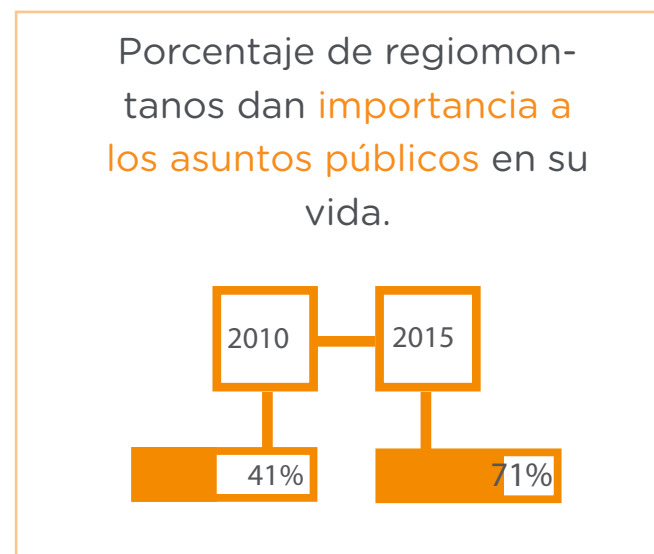 Porcentaje de regiomon-
tanos dan importancia a
los asuntos públicos en su
vida.
2010 2015
41% 71%